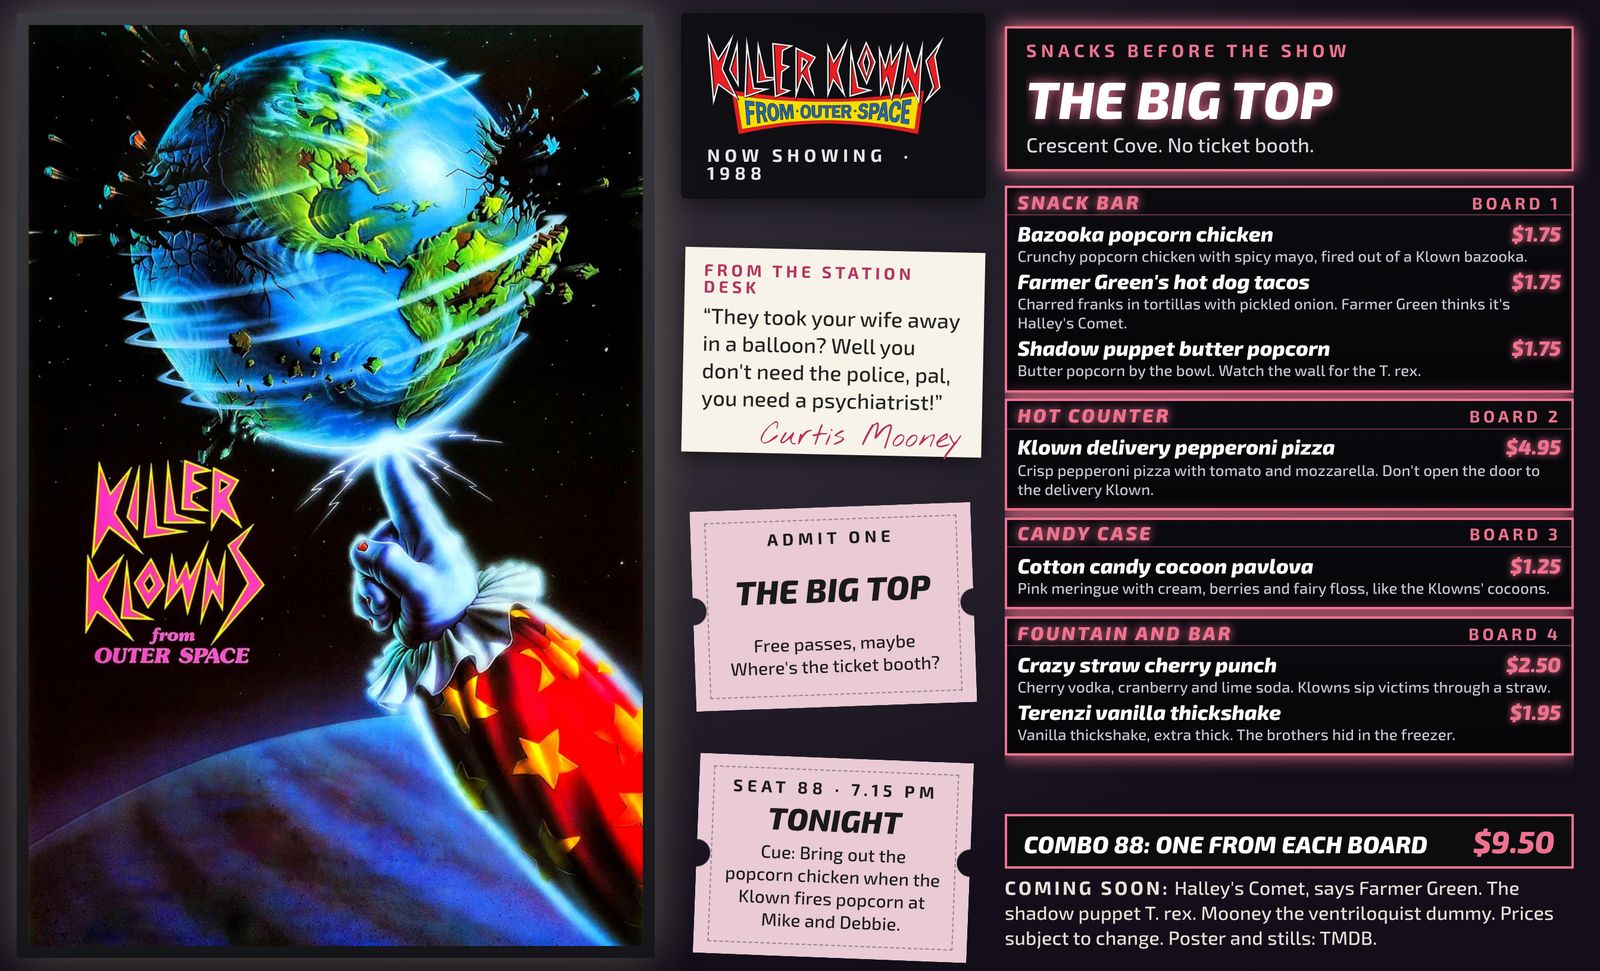 KILLER
KLOWNS
from
OUTER SPACE
KILLER KLOWNS
FROM·OUTER·SPACE
NOW SHOWING ·
1988
FROM THE STATION
DESK
“They took your wife away
in a balloon? Well you
don't need the police, pal,
you need a psychiatrist!”
Curtis Mooney
ADMIT ONE
THE BIG TOP
Free passes, maybe
Where's the ticket booth?
SEAT 88 · 7.15 PM
TONIGHT
Cue: Bring out the
popcorn chicken when the
Klown fires popcorn at
Mike and Debbie.
SNACKS BEFORE THE SHOW
THE BIG TOP
Crescent Cove. No ticket booth.
SNACK BAR BOARD 1
Bazooka popcorn chicken $1.75
Crunchy popcorn chicken with spicy mayo, fired out of a Klown bazooka.
Farmer Green's hot dog tacos $1.75
Charred franks in tortillas with pickled onion. Farmer Green thinks it's
Halley's Comet.
Shadow puppet butter popcorn $1.75
Butter popcorn by the bowl. Watch the wall for the T. rex.
HOT COUNTER BOARD 2
Klown delivery pepperoni pizza $4.95
Crisp pepperoni pizza with tomato and mozzarella. Don't open the door to
the delivery Klown.
CANDY CASE BOARD 3
Cotton candy cocoon pavlova $1.25
Pink meringue with cream, berries and fairy floss, like the Klowns' cocoons.
FOUNTAIN AND BAR BOARD 4
Crazy straw cherry punch $2.50
Cherry vodka, cranberry and lime soda. Klowns sip victims through a straw.
Terenzi vanilla thickshake $1.95
Vanilla thickshake, extra thick. The brothers hid in the freezer.
COMBO 88: ONE FROM EACH BOARD $9.50
COMING SOON: Halley's Comet, says Farmer Green. The
shadow puppet T. rex. Mooney the ventriloquist dummy. Prices
subject to change. Poster and stills: TMDB.